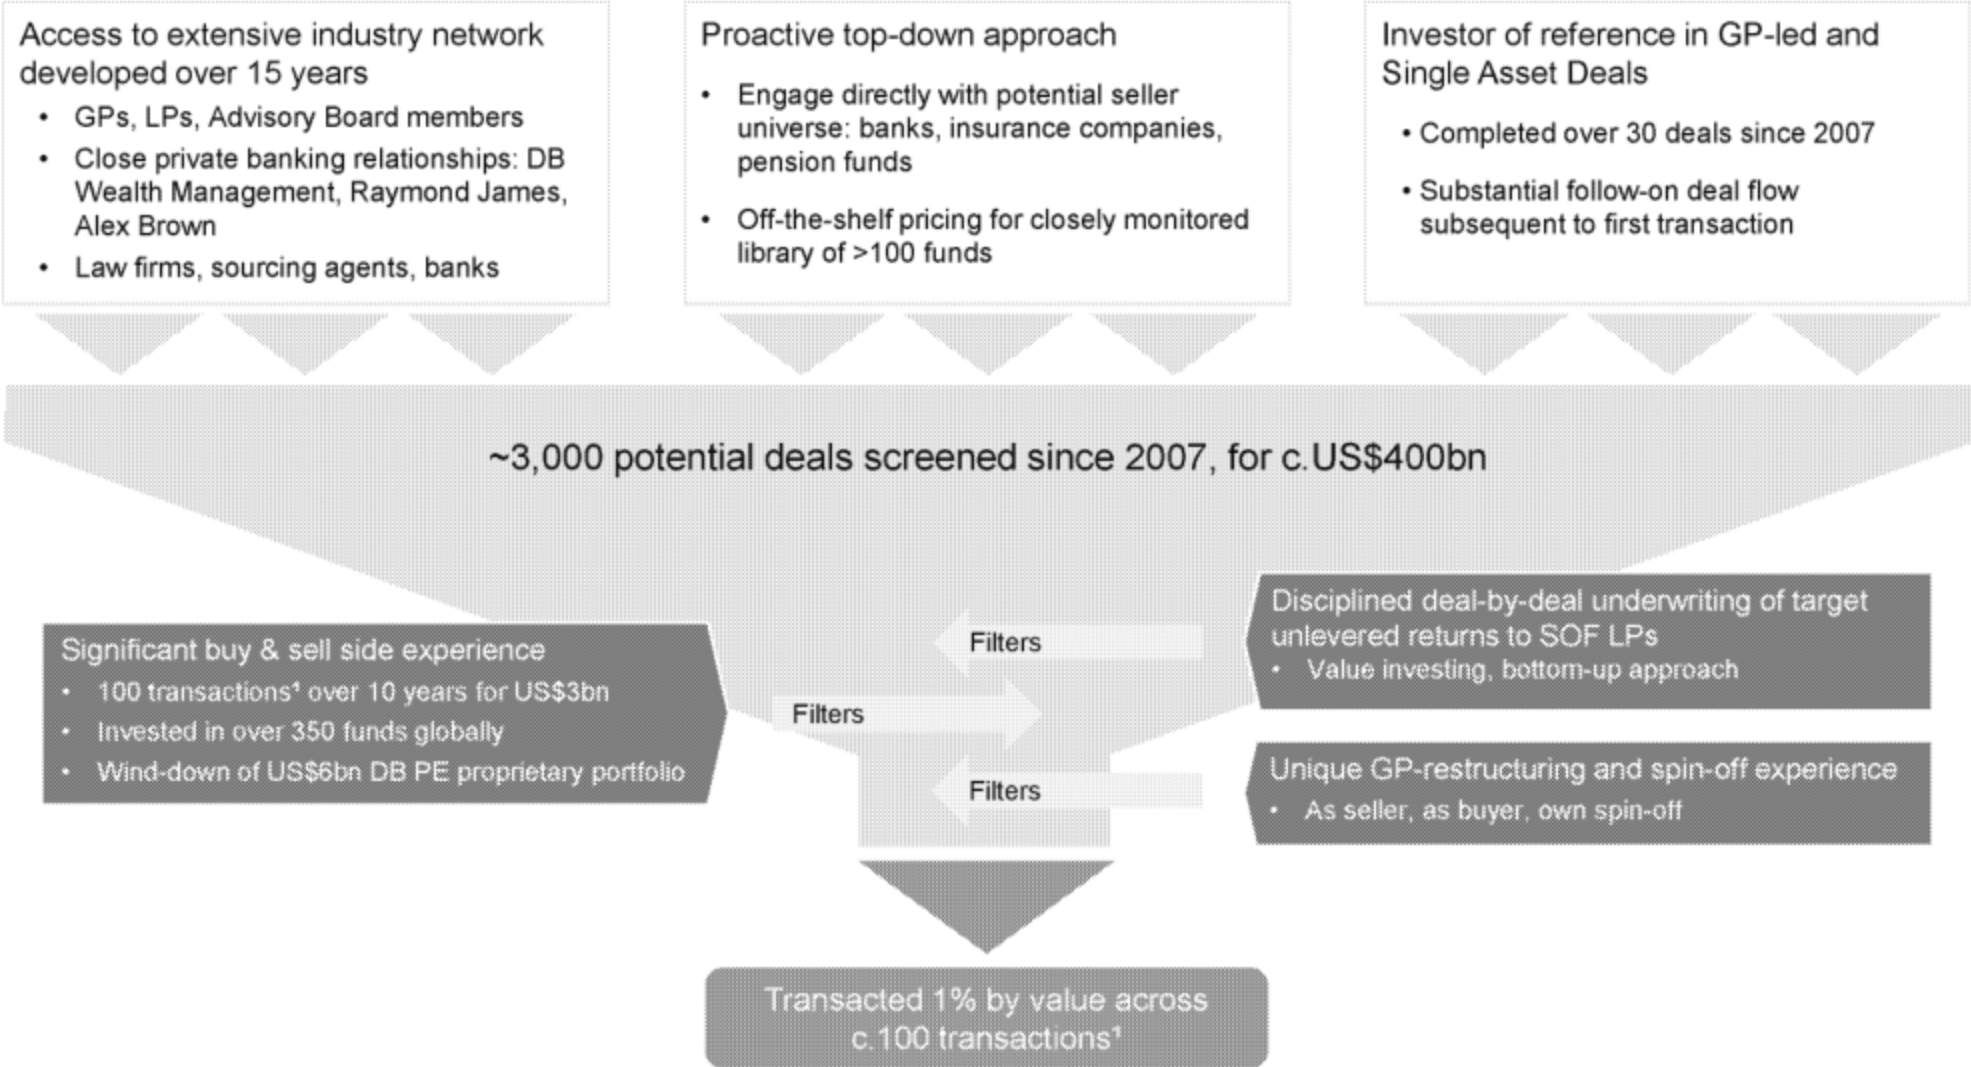 Access to extensive industry network
developed over 15 years
• GPs, LPs, Advisory Board members
• Close private banking relationships: DB
Wealth Management, Raymond James,
Alex Brown
• Law firms, sourcing agents, banks
Proactive top-down approach
• Engage directly with potential seller
universe: banks, insurance companies,
pension funds
• Off-the-shelf pricing for closely monitored
library of >100 funds
Investor of reference in GP-led and
Single Asset Deals
• Completed over 30 deals since 2007
• Substantial follow-on deal flow
subsequent to first transaction
~3,000 potential deals screened since 2007, for c.US$400bn
Significant buy & sell side experience
• 100 transactions¹ over 10 years for US$3bn
• Invested in over 350 funds globally
• Wind-down of US$6bn DB PE proprietary portfolio
Filters
Filters
Filters
Disciplined deal-by-deal underwriting of target
unlevered returns to SOF LPs
• Value investing, bottom-up approach
Unique GP-restructuring and spin-off experience
• As seller, as buyer, own spin-off
Transacted 1% by value across
c.100 transactions¹